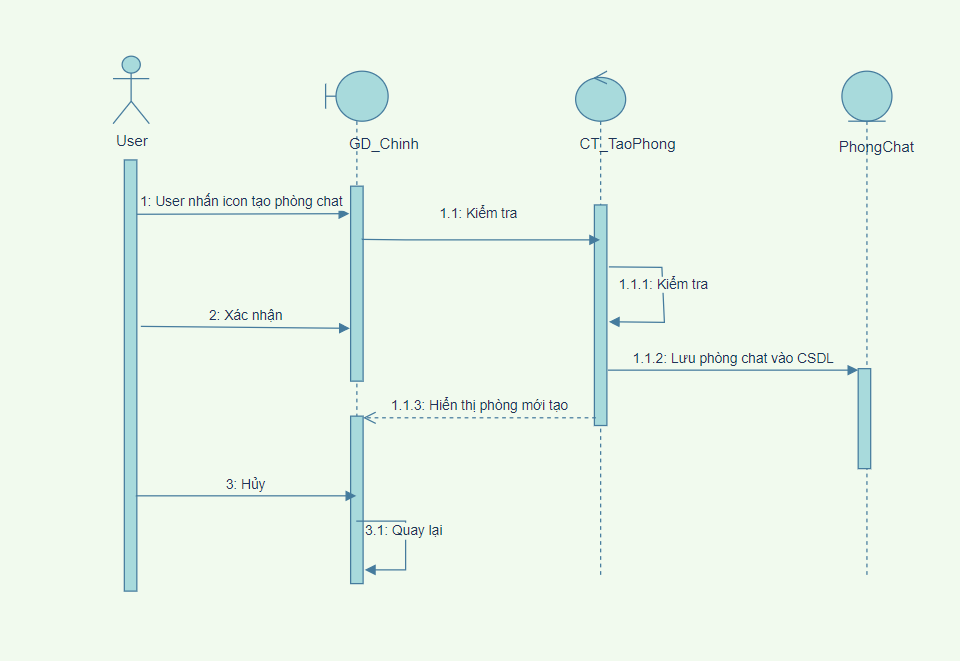 User
GD_Chinh
CT_TaoPhong
PhongChat
1: User nhấn icon tạo phòng chat
1.1: Kiểm tra
1.1.1: Kiểm tra
2: Xác nhận
1.1.2: Lưu phòng chat vào CSDL
1.1.3: Hiển thị phòng mới tạo
3: Hủy
3.1: Quay lại